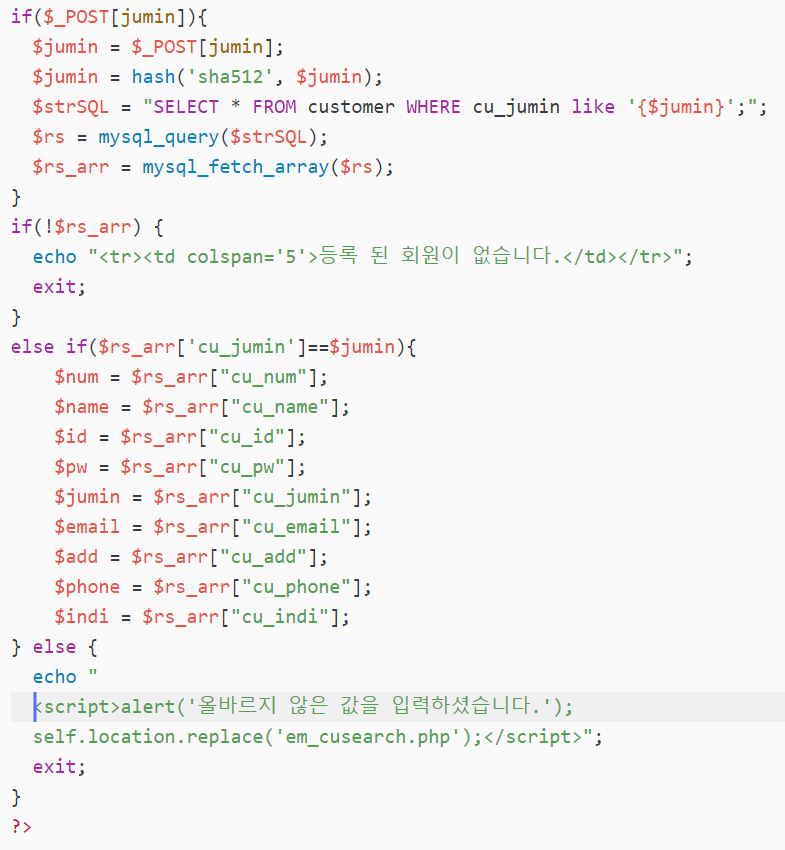 if($_POST[jumin]){
  $jumin = $_POST[jumin];
  $jumin = hash('sha512', $jumin);
  $strSQL = "SELECT * FROM customer WHERE cu_jumin like '{$jumin}';";
  $rs = mysql_query($strSQL);
  $rs_arr = mysql_fetch_array($rs);
}
if(!$rs_arr) {
  echo "<tr><td colspan='5'>등록 된 회원이 없습니다.</td></tr>";
  exit;
}
else if($rs_arr['cu_jumin']==$jumin){
    $num = $rs_arr["cu_num"];
    $name = $rs_arr["cu_name"];
    $id = $rs_arr["cu_id"];
    $pw = $rs_arr["cu_pw"];
    $jumin = $rs_arr["cu_jumin"];
    $email = $rs_arr["cu_email"];
    $add = $rs_arr["cu_add"];
    $phone = $rs_arr["cu_phone"];
    $indi = $rs_arr["cu_indi"];
} else {
  echo "
  <script>alert('올바르지 않은 값을 입력하셨습니다.');
  self.location.replace('em_cusearch.php');</script>";
  exit;
}
?>